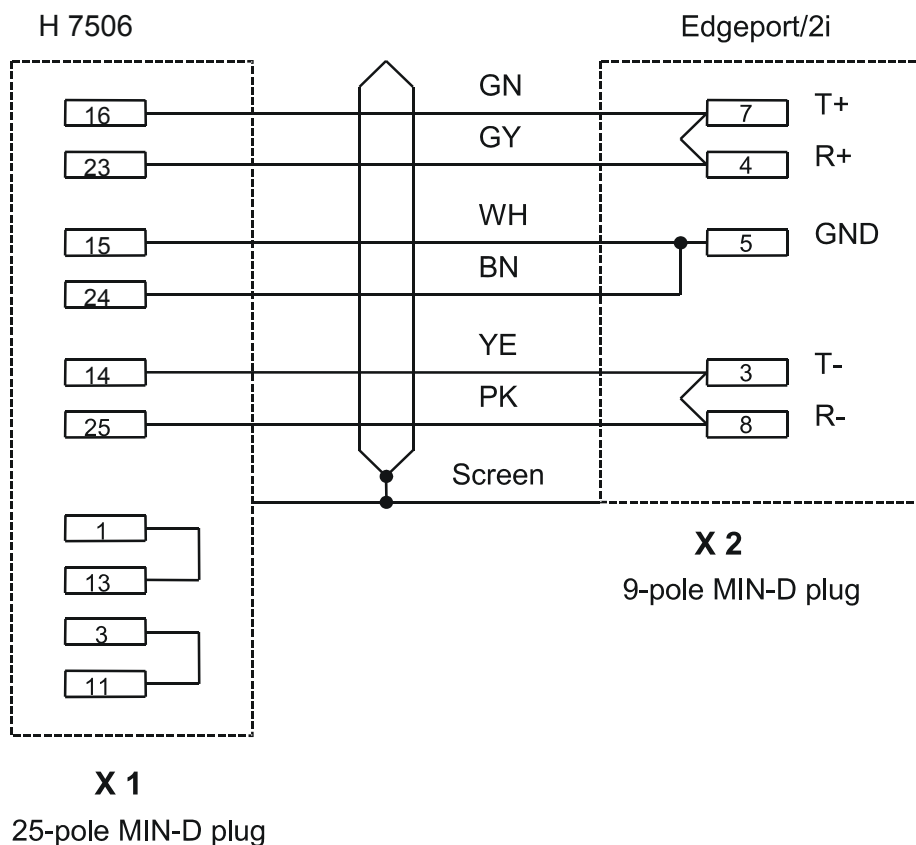 H 7506
Edgeport/2i
GN
16
7
T+
GY
23
4
R+
WH
15
5
GND
BN
24
YE
14
3
T-
PK
25
8
R-
Screen
1
13
3
11
X 2
9-pole MIN-D plug
X 1
25-pole MIN-D plug